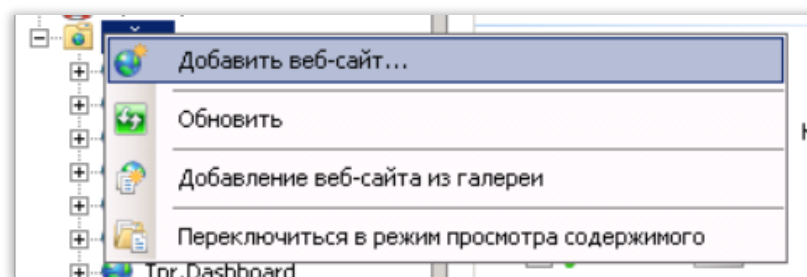 Добавить веб-сайт...
Обновить
Добавление веб-сайта из галереи
Переключиться в режим просмотра содержимого
Tpr.Dashboard